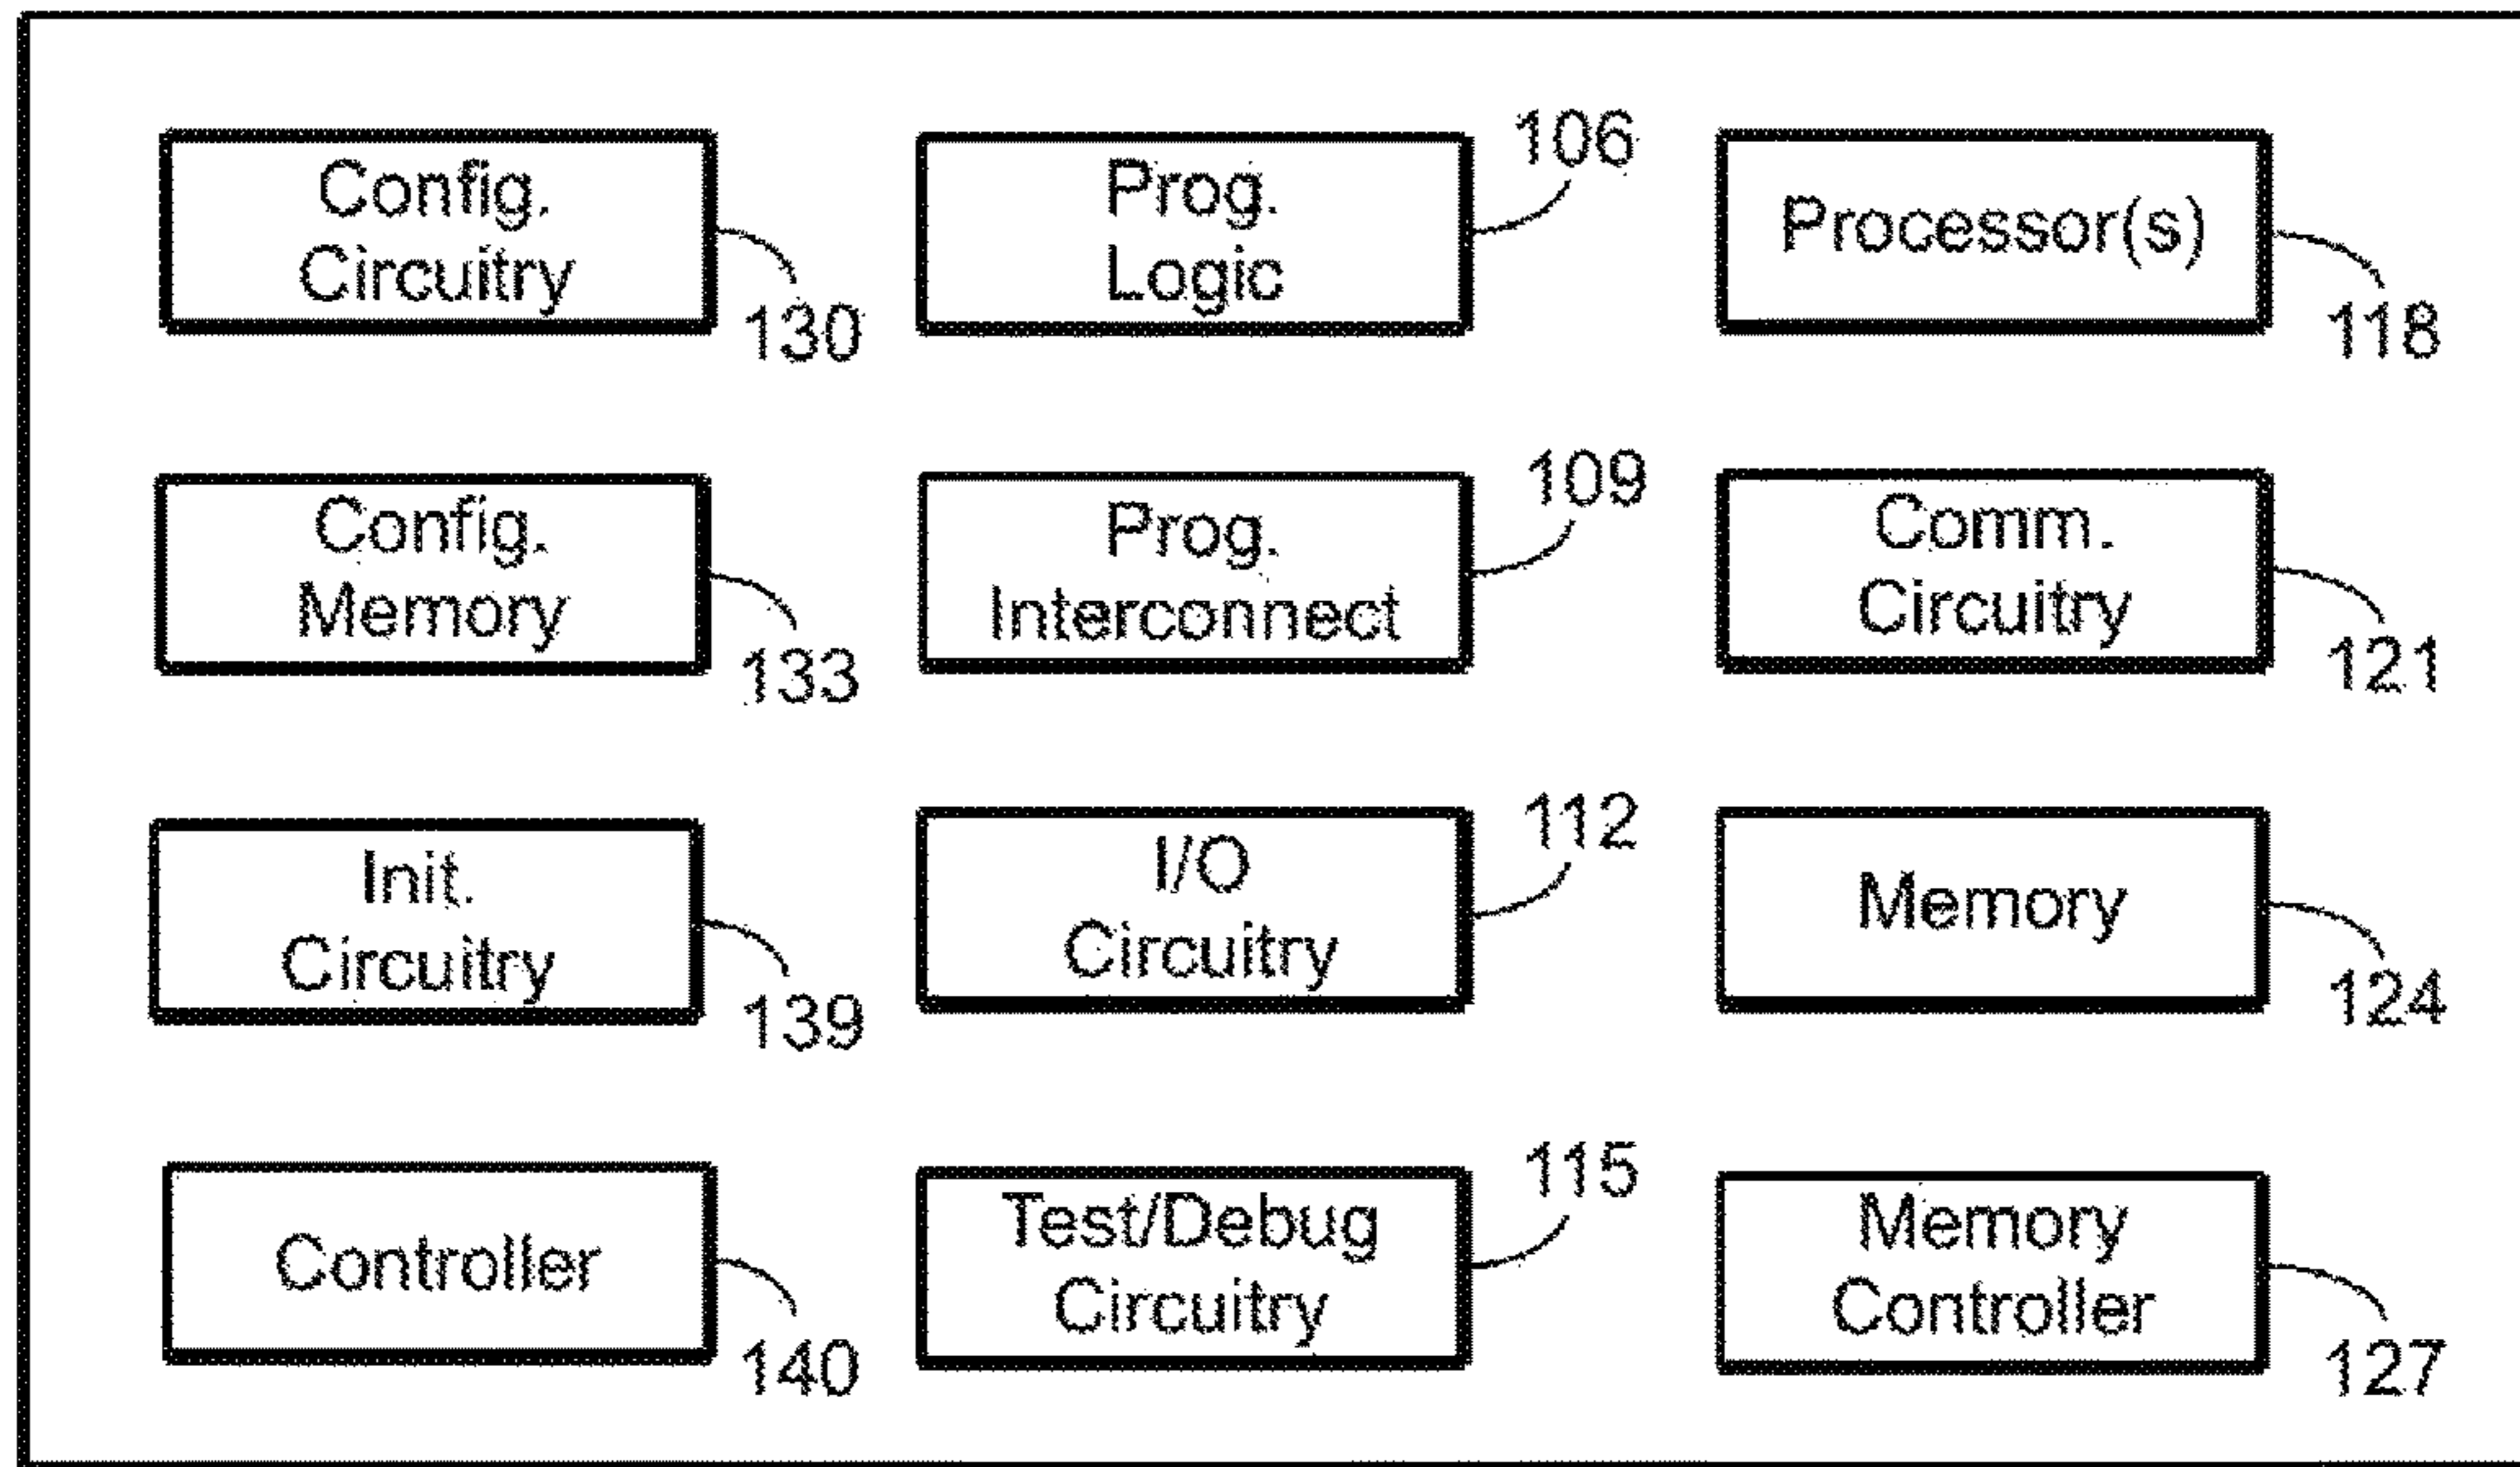 Config.
Circuitry
130
Prog.
Logic
106
Processor(s)
118
Config.
Memory
133
Prog.
Interconnect
109
Comm.
Circuitry
121
Init.
Circuitry
139
I/O
Circuitry
112
Memory
124
Controller
140
Test/Debug
Circuitry
115
Memory
Controller
127